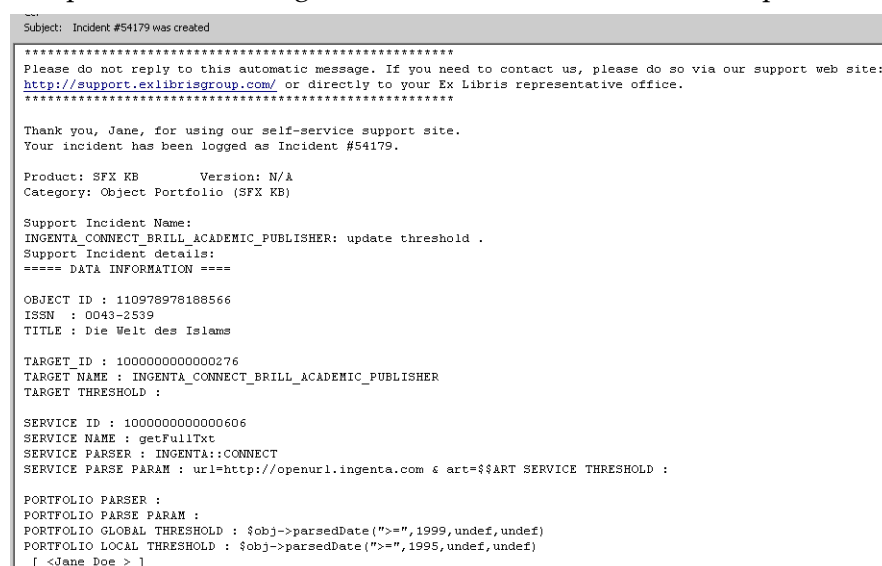 Subject: Incident #54179 was created
********************************************************
Please do not reply to this automatic message. If you need to contact us, please do so via our support web site:
http://support.exlibrisgroup.com/ or directly to your Ex Libris representative office.
********************************************************
Thank you, Jane, for using our self-service support site.
Your incident has been logged as Incident #54179.
Product: SFX KB Version: N/A
Category: Object Portfolio (SFX KB)
Support Incident Name:
INGENTA_CONNECT_BRILL_ACADEMIC_PUBLISHER: update threshold .
Support Incident details:
===== DATA INFORMATION ====
OBJECT ID : 110978978188566
ISSN : 0043-2539
TITLE : Die Welt des Islams
TARGET_ID : 1000000000000276
TARGET NAME : INGENTA_CONNECT_BRILL_ACADEMIC_PUBLISHER
TARGET THRESHOLD :
SERVICE ID : 1000000000000606
SERVICE NAME : getFullTxt
SERVICE PARSER : INGENTA::CONNECT
SERVICE PARSE PARAM : url=http://openurl.ingenta.com & art=$$ART SERVICE THRESHOLD :
PORTFOLIO PARSER :
PORTFOLIO PARSE PARAM :
PORTFOLIO GLOBAL THRESHOLD : $obj->parsedDate(">=",1999,undef,undef)
PORTFOLIO LOCAL THRESHOLD : $obj->parsedDate(">=",1995,undef,undef)
[ <Jane Doe > ]